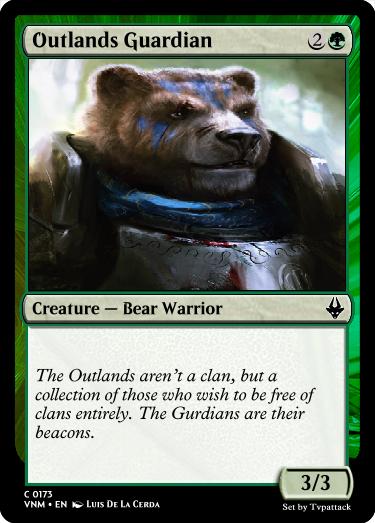 Outlands Guardian 2
Creature — Bear Warrior
The Outlands aren't a clan, but a
collection of those who wish to be free of
clans entirely. The Gurdians are their
beacons.
3/3
C 0173
VNM • EN Luis De La Cerda
Set by Tvpattack